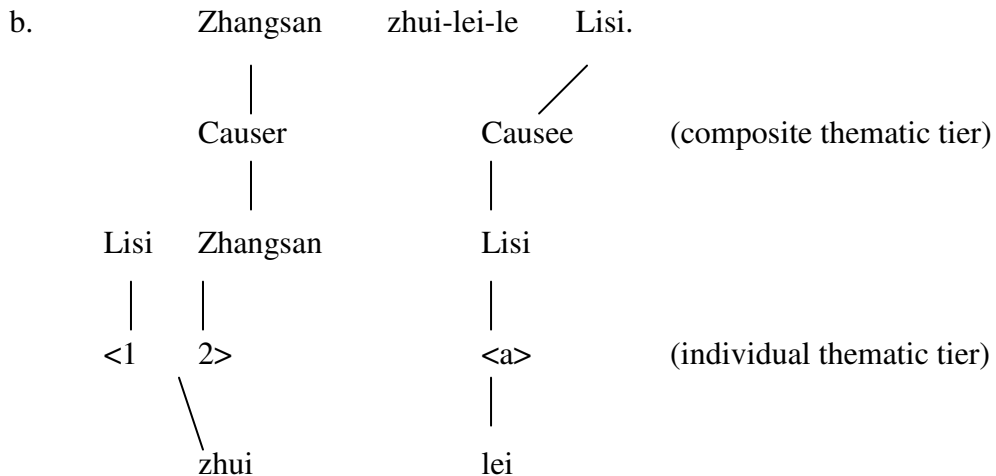 b. Zhangsan zhui-lei-le Lisi.
Causer Causee (composite thematic tier)
Lisi Zhangsan Lisi
<1 2> <a> (individual thematic tier)
zhui lei